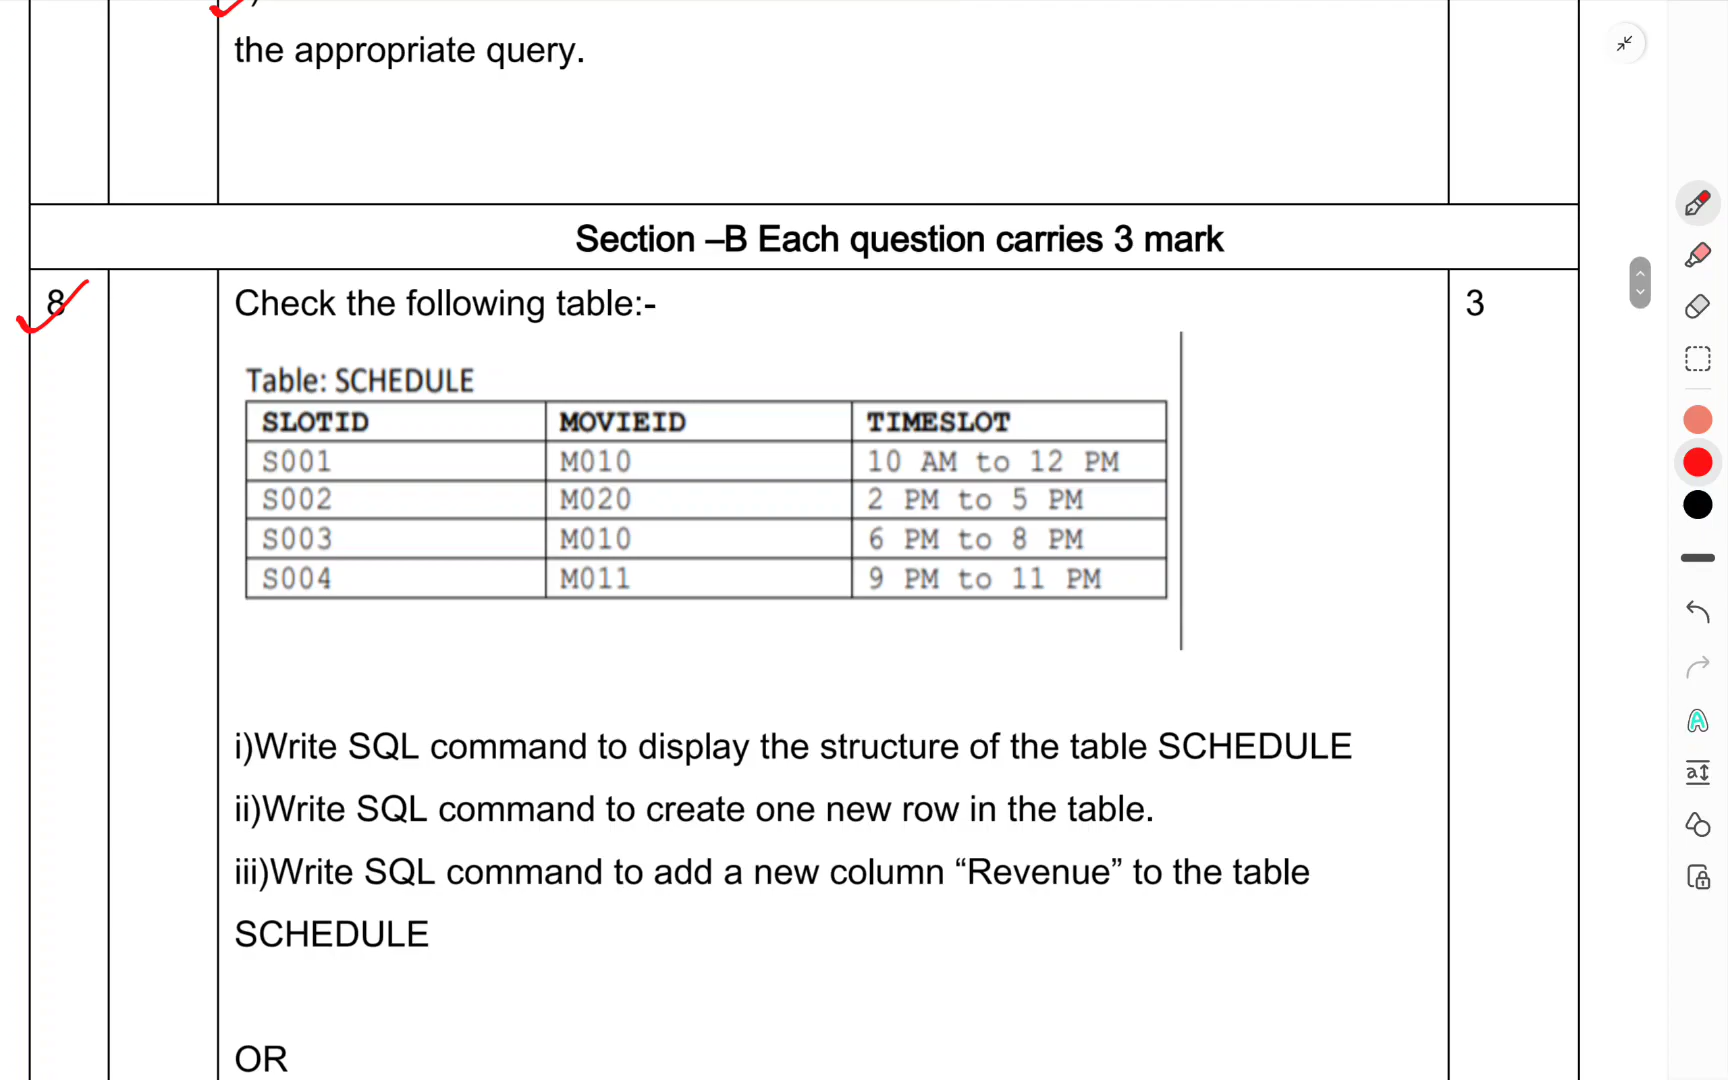 the appropriate query.
Section –B Each question carries 3 mark
8
Check the following table:-
3
Table: SCHEDULE
SLOTID MOVIEID TIMESLOT
S001 M010 10 AM to 12 PM
S002 M020 2 PM to 5 PM
S003 M010 6 PM to 8 PM
S004 M011 9 PM to 11 PM
i)Write SQL command to display the structure of the table SCHEDULE
ii)Write SQL command to create one new row in the table.
iii)Write SQL command to add a new column “Revenue” to the table
SCHEDULE
OR